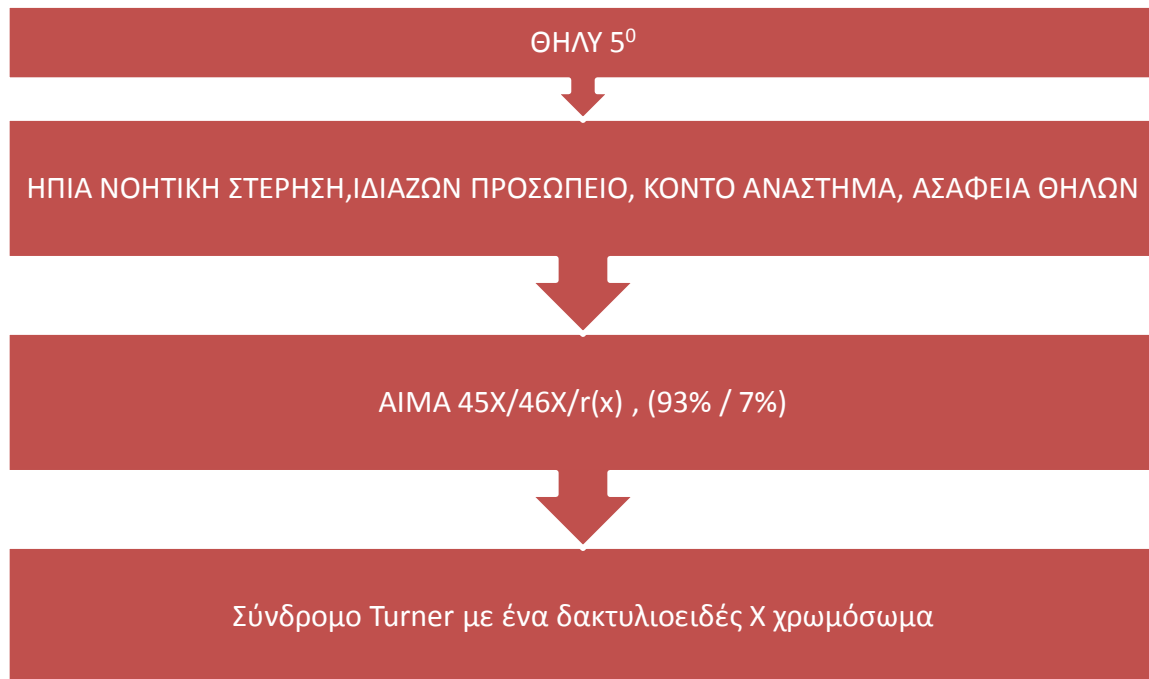 ΘΗΛΥ 5⁰
ΗΠΙΑ ΝΟΗΤΙΚΗ ΣΤΕΡΗΣΗ,ΙΔΙΑΖΩΝ ΠΡΟΣΩΠΕΙΟ, ΚΟΝΤΟ ΑΝΑΣΤΗΜΑ, ΑΣΑΦΕΙΑ ΘΗΛΩΝ
ΑΙΜΑ 45Χ/46Χ/r(x) , (93% / 7%)
Σύνδρομο Turner με ένα δακτυλιοειδές Χ χρωμόσωμα